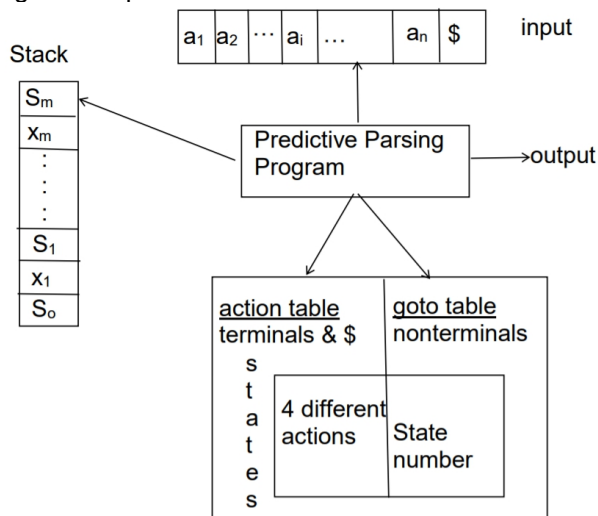 a1 a2 ... ai ... an $ input
Stack
Sm
xm
:
:
:
S1
x1
So
Predictive Parsing
Program
output
action table
terminals & $
goto table
nonterminals
states
4 different
actions
State
number